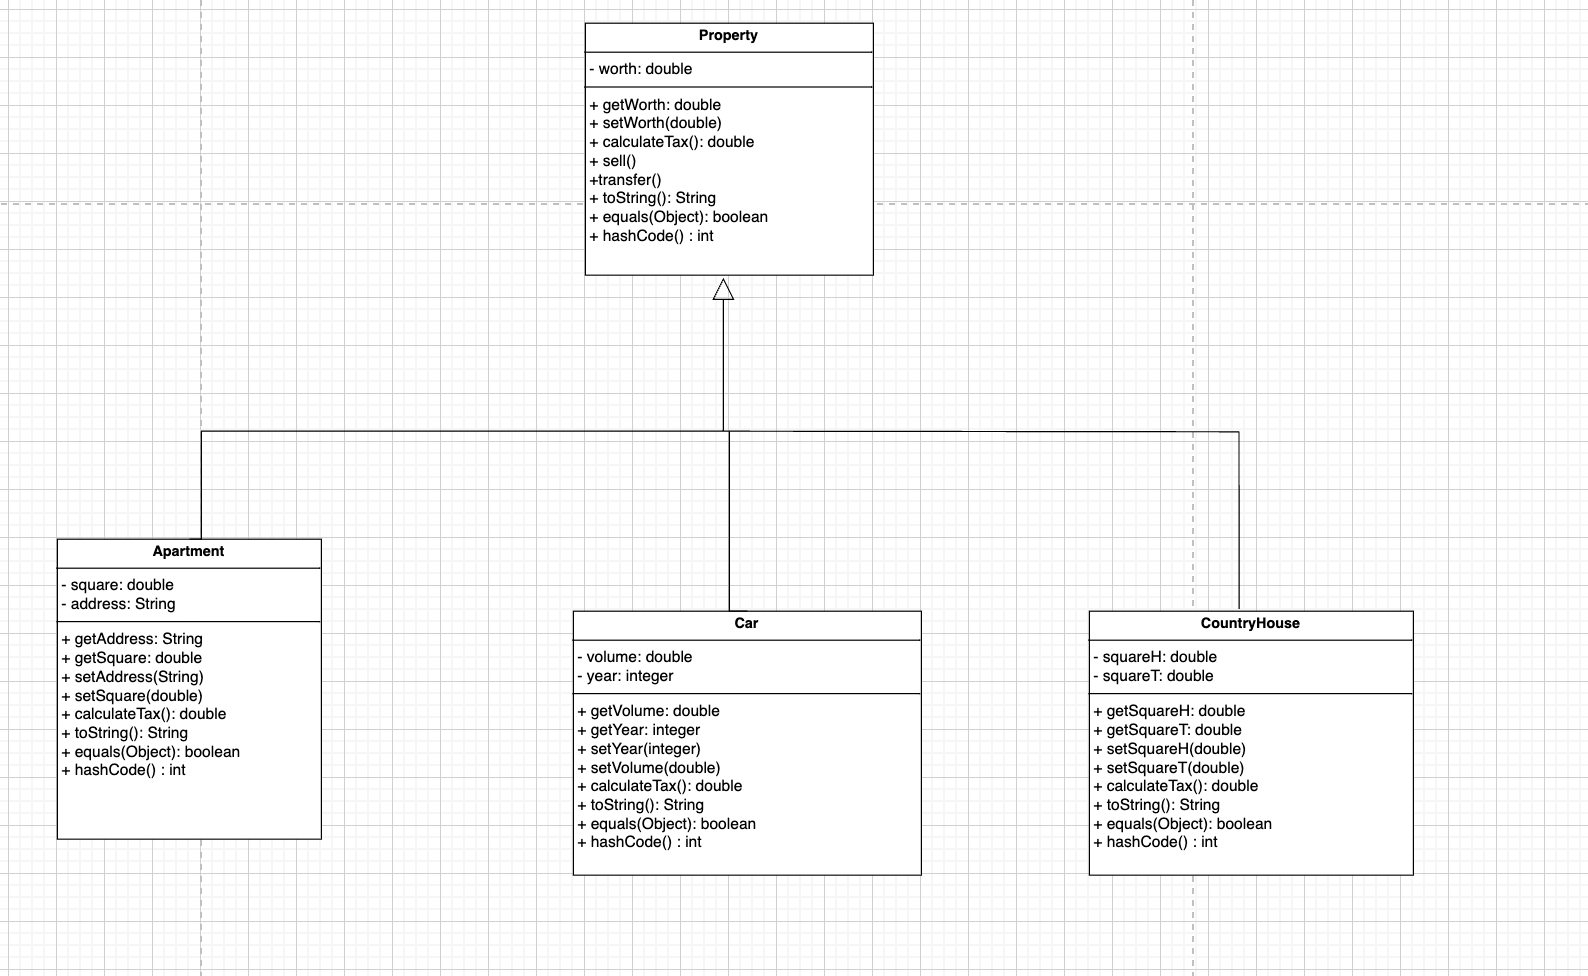 Property
- worth: double
+ getWorth: double
+ setWorth(double)
+ calculateTax(): double
+ sell()
+transfer()
+ toString(): String
+ equals(Object): boolean
+ hashCode() : int
Apartment
- square: double
- address: String
+ getAddress: String
+ getSquare: double
+ setAddress(String)
+ setSquare(double)
+ calculateTax(): double
+ toString(): String
+ equals(Object): boolean
+ hashCode() : int
Car
- volume: double
- year: integer
+ getVolume: double
+ getYear: integer
+ setYear(integer)
+ setVolume(double)
+ calculateTax(): double
+ toString(): String
+ equals(Object): boolean
+ hashCode() : int
CountryHouse
- squareH: double
- squareT: double
+ getSquareH: double
+ getSquareT: double
+ setSquareH(double)
+ setSquareT(double)
+ calculateTax(): double
+ toString(): String
+ equals(Object): boolean
+ hashCode() : int